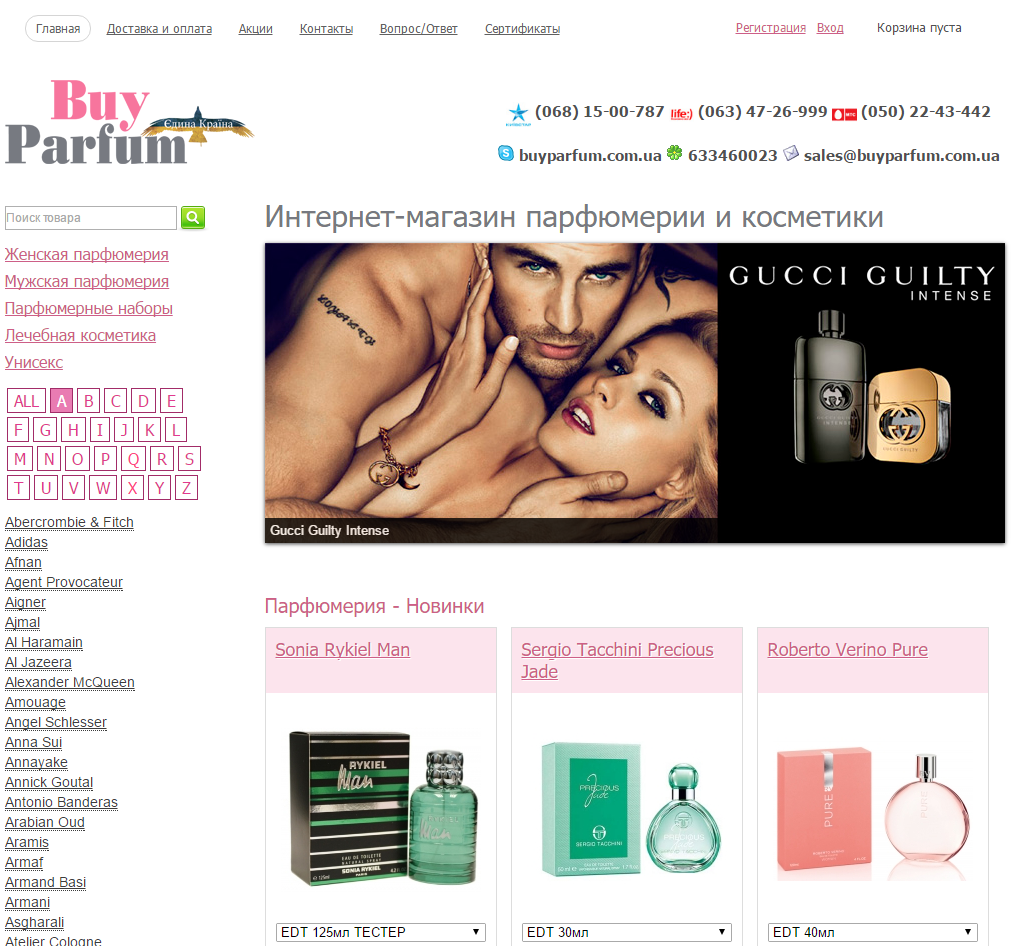 Главная Доставка и оплата Акции Контакты Вопрос/Ответ Сертификаты Регистрация Вход Корзина пуста
Buy
Parfum
Єдина Країна
(068) 15-00-787 life:) (063) 47-26-999 МТС (050) 22-43-442
buyparfum.com.ua 633460023 sales@buyparfum.com.ua
Поиск товара
Женская парфюмерия
Мужская парфюмерия
Парфюмерные наборы
Лечебная косметика
Унисекс
ALL A B C D E
F G H I J K L
M N O P Q R S
T U V W X Y Z
Abercrombie & Fitch
Adidas
Afnan
Agent Provocateur
Aigner
Ajmal
Al Haramain
Al Jazeera
Alexander McQueen
Amouage
Angel Schlesser
Anna Sui
Annayake
Annick Goutal
Antonio Banderas
Arabian Oud
Aramis
Armaf
Armand Basi
Armani
Asgharali
Atelier Cologne
Интернет-магазин парфюмерии и косметики
GUCCI GUILTY
INTENSE
Gucci Guilty Intense
Парфюмерия - Новинки
Sonia Rykiel Man
RYKIEL
Man
EAU DE TOILETTE
NATURAL SPRAY
SONIA RYKIEL
PARIS
EDT 125мл ТЕСТЕР
Sergio Tacchini Precious
Jade
PRECIOUS
Jade
SERGIO TACCHINI
PRECIOUS
EDT 30мл
Roberto Verino Pure
PURE
PURE
EDT 40мл